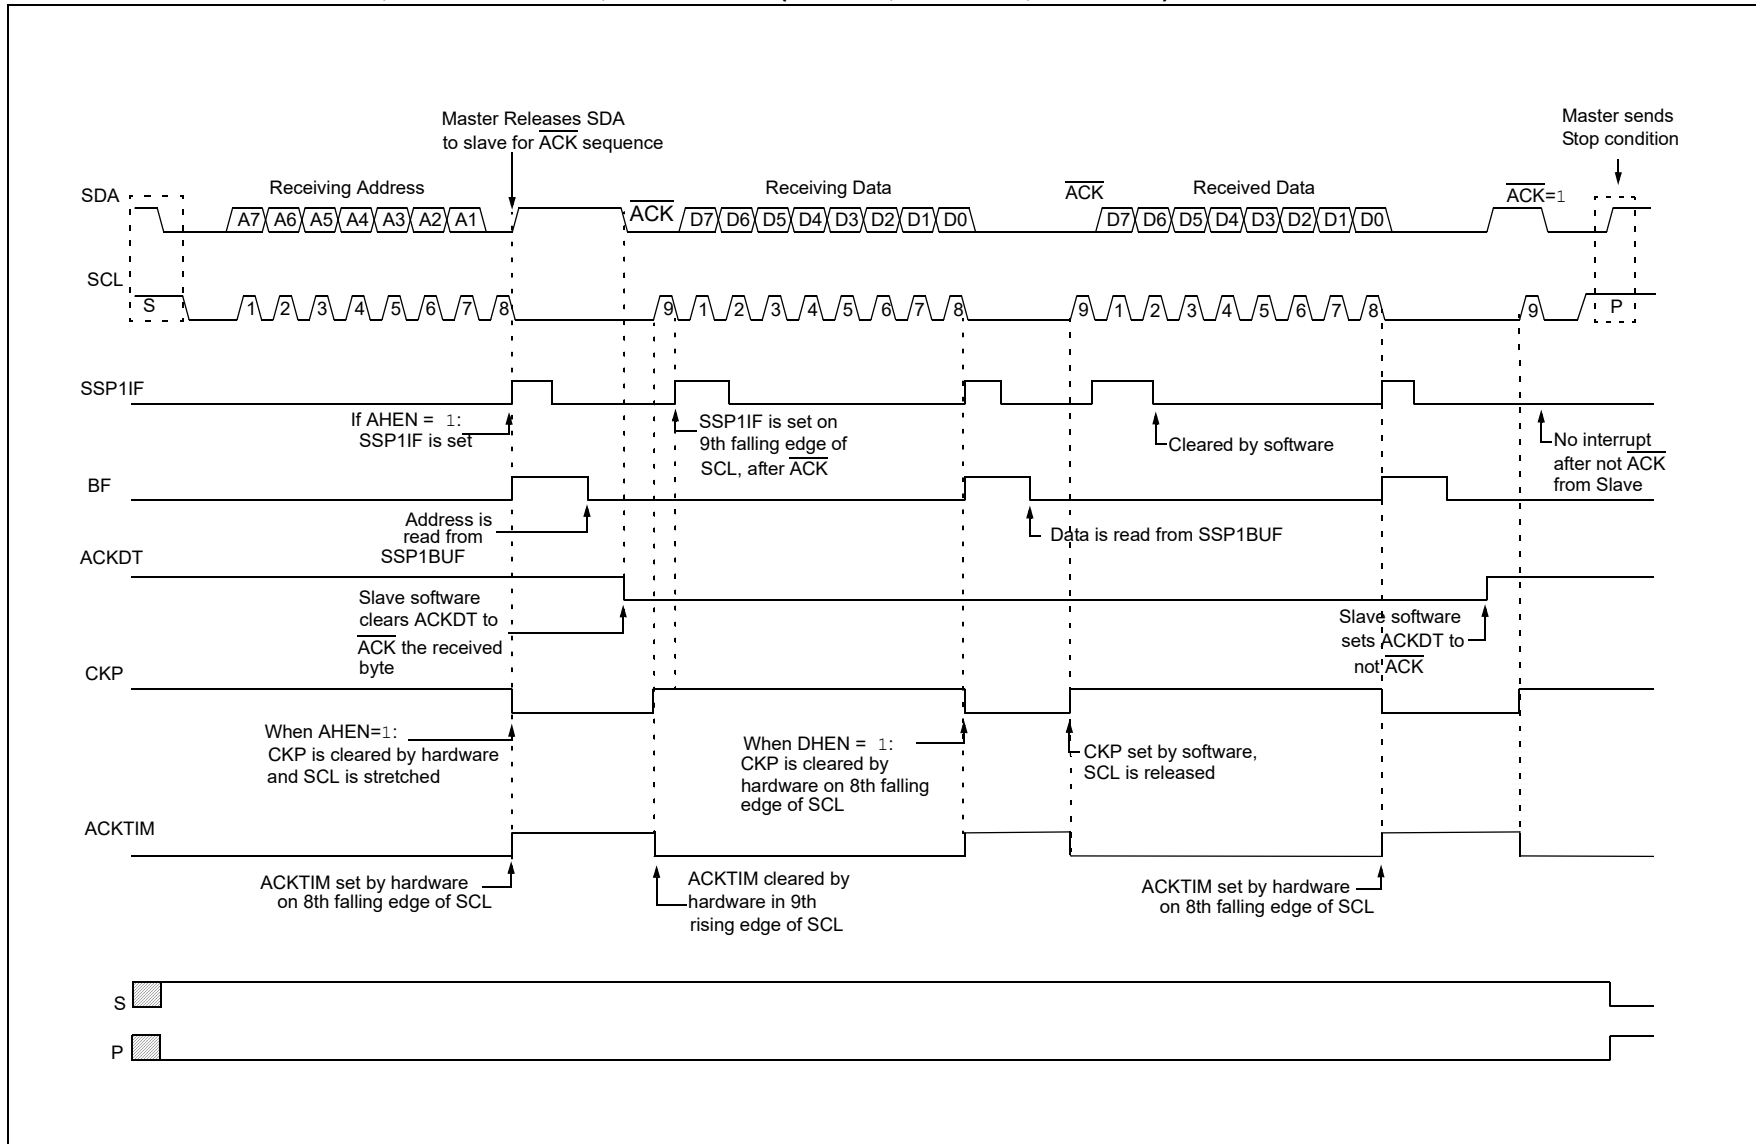 Master Releases SDA
to slave for ACK sequence
Master sends
Stop condition
SDA
Receiving Address
ACK
Receiving Data
ACK
Received Data
ACK=1
A7 A6 A5 A4 A3 A2 A1
D7 D6 D5 D4 D3 D2 D1 D0
D7 D6 D5 D4 D3 D2 D1 D0
SCL
S
1 2 3 4 5 6 7 8 9 1 2 3 4 5 6 7 8 9 1 2 3 4 5 6 7 8 9
P
SSP1IF
If AHEN = 1:
SSP1IF is set
SSP1IF is set on
9th falling edge of
SCL, after ACK
Cleared by software
No interrupt
after not ACK
from Slave
BF
Address is
read from
SSP1BUF
Data is read from SSP1BUF
ACKDT
Slave software
clears ACKDT to
ACK the received
byte
Slave software
sets ACKDT to
not ACK
CKP
When AHEN=1:
CKP is cleared by hardware
and SCL is stretched
When DHEN = 1:
CKP is cleared by
hardware on 8th falling
edge of SCL
CKP set by software,
SCL is released
ACKTIM
ACKTIM set by hardware
on 8th falling edge of SCL
ACKTIM cleared by
hardware in 9th
rising edge of SCL
ACKTIM set by hardware
on 8th falling edge of SCL
S
P